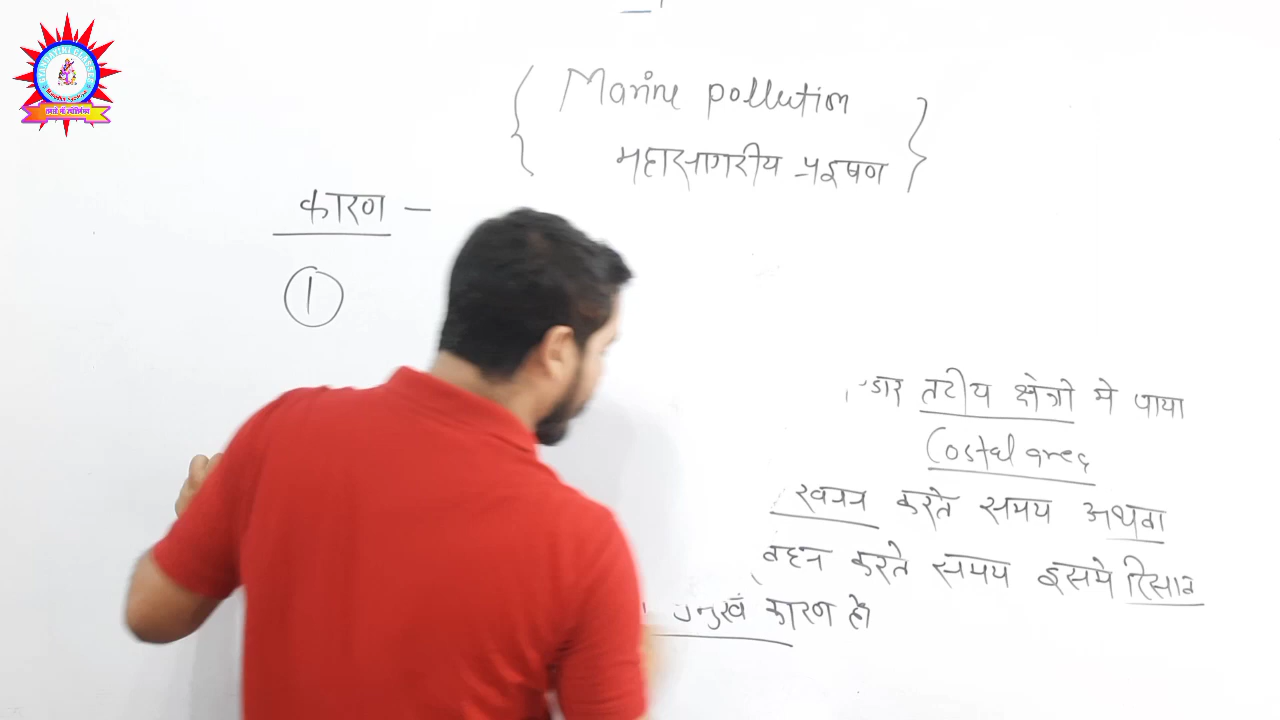 Marine pollution
महासागरीय प्रदूषण
कारण –
1
तटीय क्षेत्रो मे पाया
Costal area
खनन करते समय अथवा
वहन करते समय इसमे रिसाव
कारण है